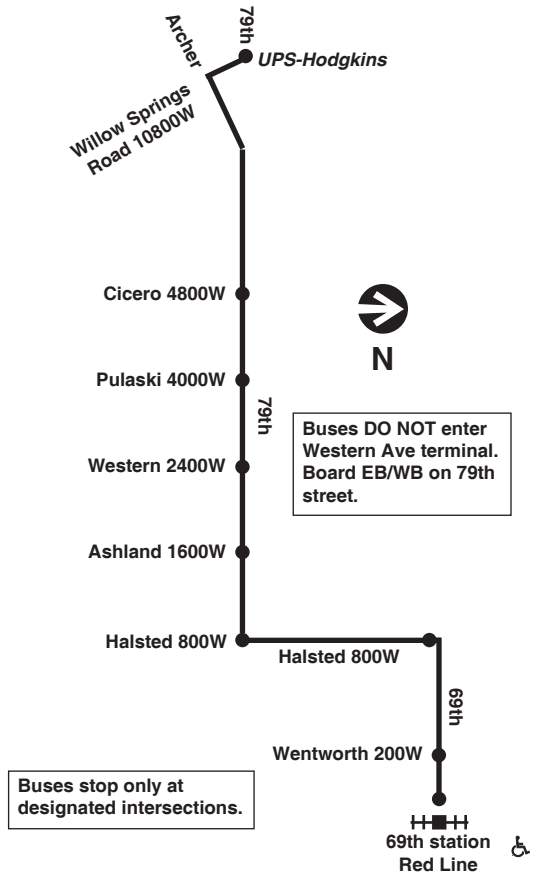 79th
Archer
UPS-Hodgkins
Willow Springs
Road 10800W
Cicero 4800W
N
Pulaski 4000W
79th
Buses DO NOT enter
Western Ave terminal.
Board EB/WB on 79th
street.
Western 2400W
Ashland 1600W
Halsted 800W
Halsted 800W
69th
Wentworth 200W
Buses stop only at
designated intersections.
69th station
Red Line